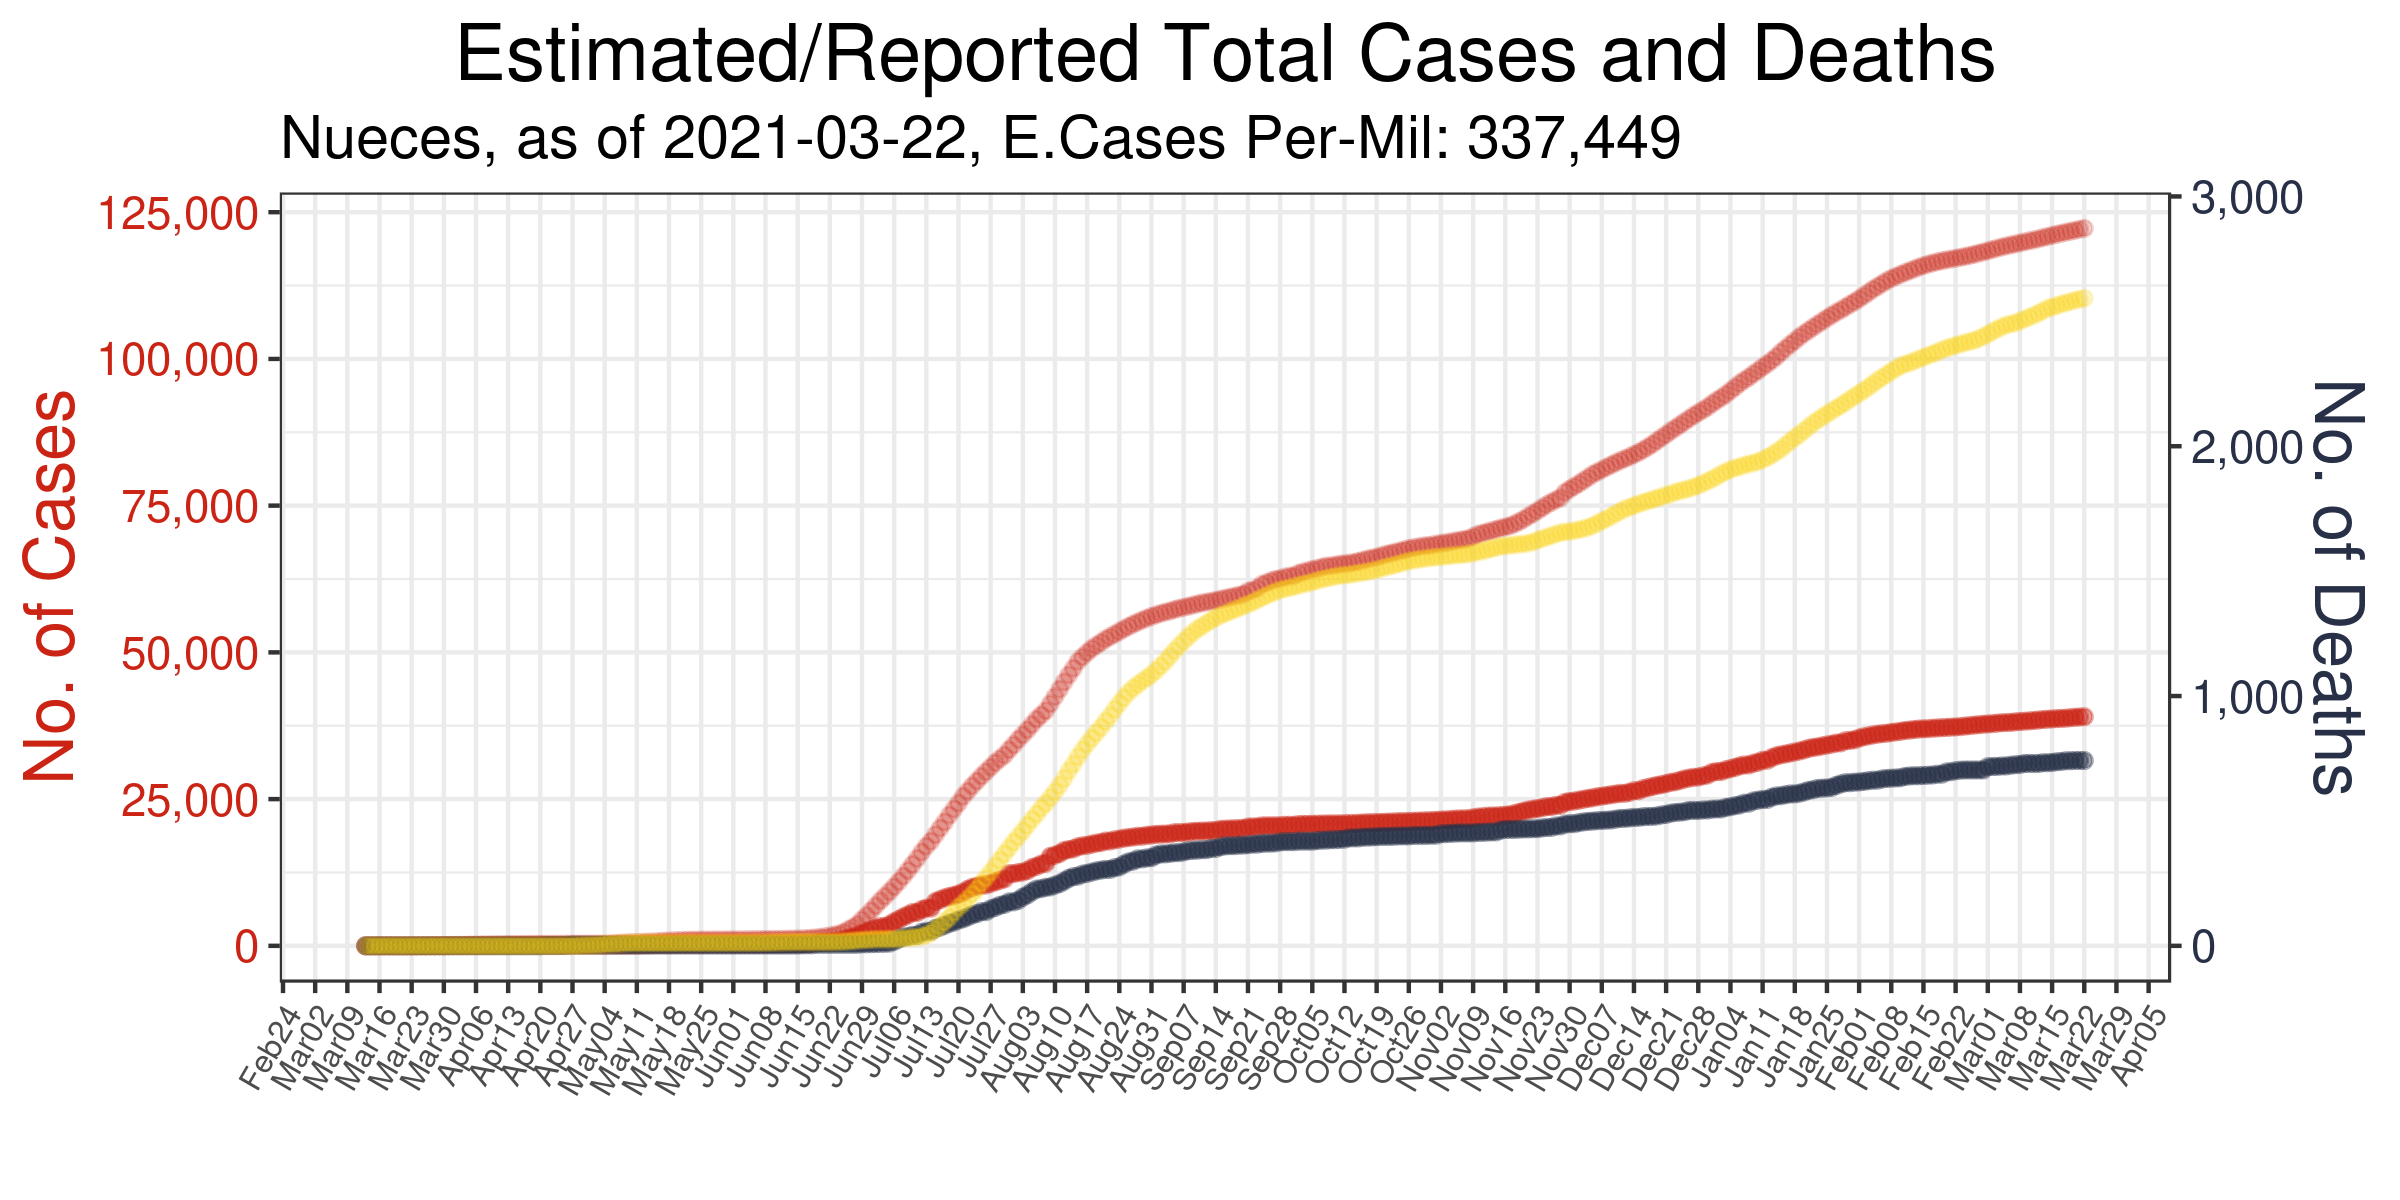 Estimated/Reported Total Cases and Deaths
Nueces, as of 2021-03-22, E.Cases Per-Mil: 337,449
No. of Cases
125,000
100,000
75,000
50,000
25,000
0
3,000
2,000
1,000
0
No. of Deaths
Feb24
Mar02
Mar09
Mar16
Mar23
Mar30
Apr06
Apr13
Apr20
Apr27
May04
May11
May18
May25
Jun01
Jun08
Jun15
Jun22
Jun29
Jul06
Jul13
Jul20
Jul27
Aug03
Aug10
Aug17
Aug24
Aug31
Sep07
Sep14
Sep21
Sep28
Oct05
Oct12
Oct19
Oct26
Nov02
Nov09
Nov16
Nov23
Nov30
Dec07
Dec14
Dec21
Dec28
Jan04
Jan11
Jan18
Jan25
Feb01
Feb08
Feb15
Feb22
Mar01
Mar08
Mar15
Mar22
Mar29
Apr05